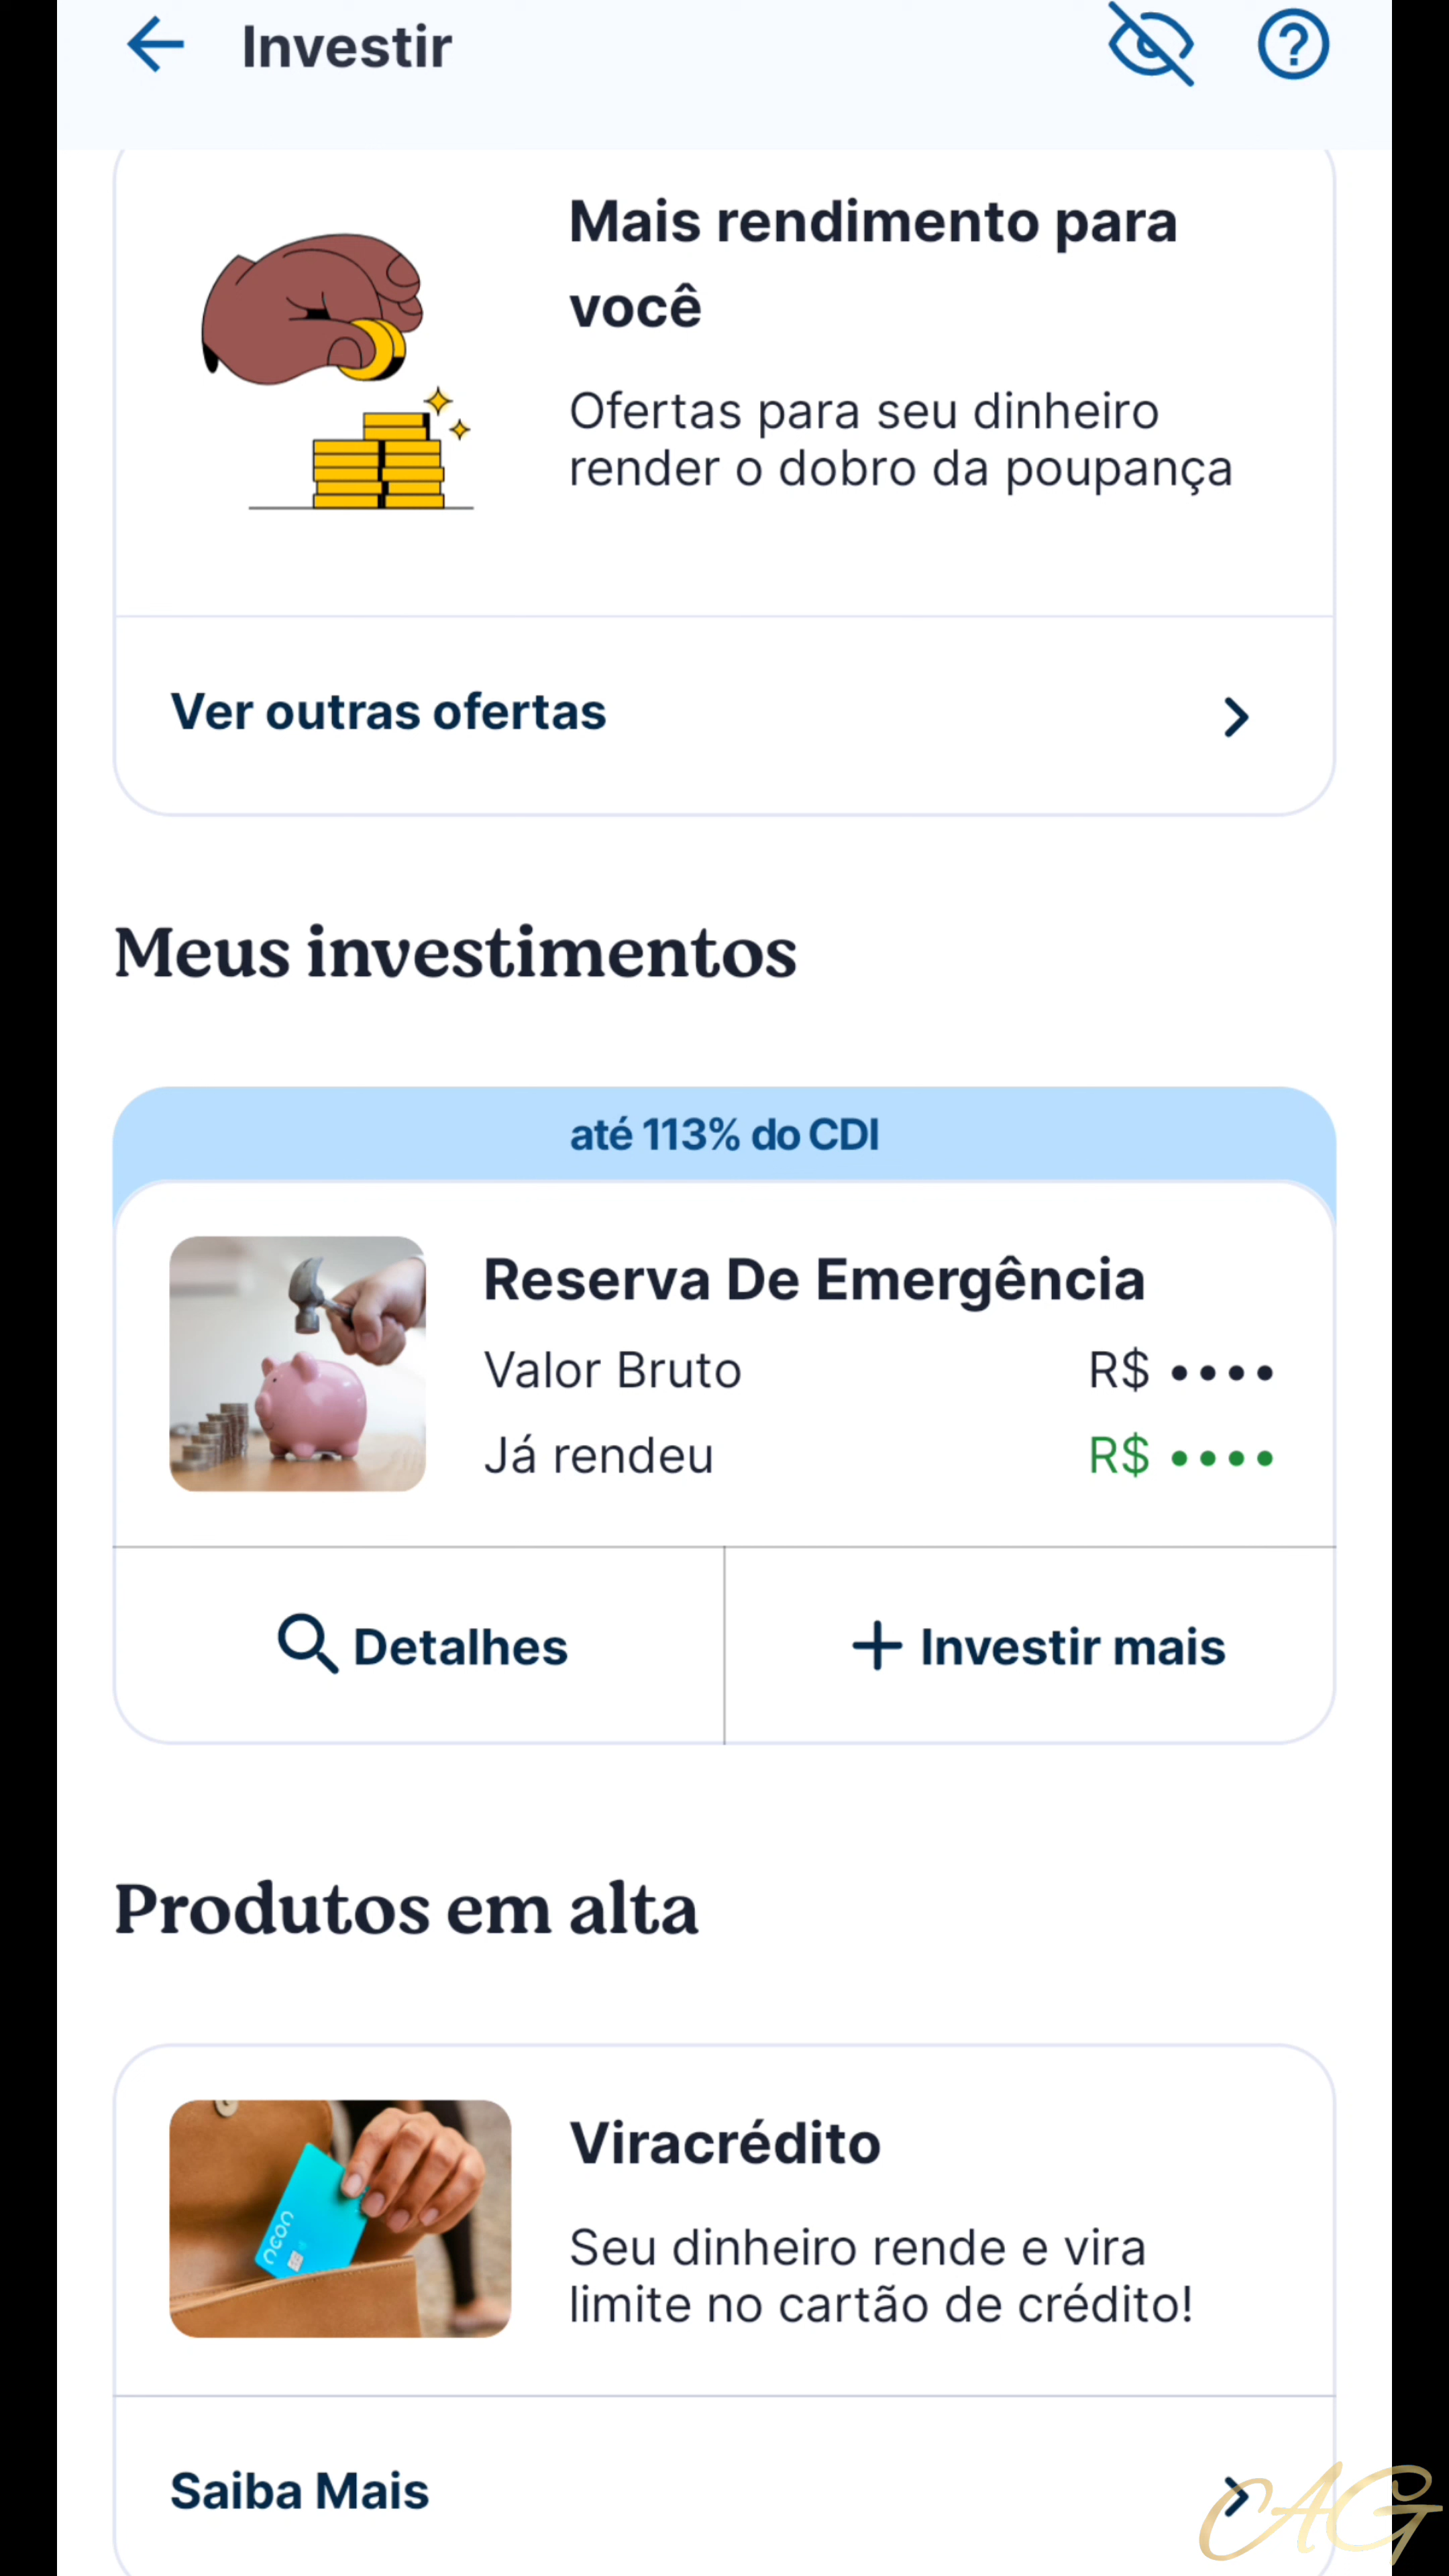 Investir
Mais rendimento para
você
Ofertas para seu dinheiro
render o dobro da poupança
Ver outras ofertas
Meus investimentos
até 113% do CDI
Reserva De Emergência
Valor Bruto R$ ••••
Já rendeu R$ ••••
Detalhes
Investir mais
Produtos em alta
neon
Viracrédito
Seu dinheiro rende e vira
limite no cartão de crédito!
Saiba Mais
CAG